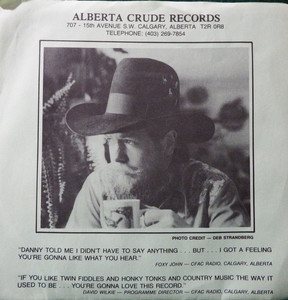 ALBERTA CRUDE RECORDS
707 - 15th AVENUE S.W. CALGARY, ALBERTA T2R 0R8
TELEPHONE: (403) 269-7854
PHOTO CREDIT — DEB STRANDBERG
"DANNY TOLD ME I DIDN'T HAVE TO SAY ANYTHING . . . BUT . . . I GOT A FEELING
YOU'RE GONNA LIKE WHAT YOU HEAR."
FOXY JOHN — CFAC RADIO, CALGARY, ALBERTA
"IF YOU LIKE TWIN FIDDLES AND HONKY TONKS AND COUNTRY MUSIC THE WAY IT
USED TO BE . . . YOU'RE GONNA LOVE THIS RECORD."
DAVID WILKIE — PROGRAMME DIRECTOR — CFAC RADIO, CALGARY, ALBERTA